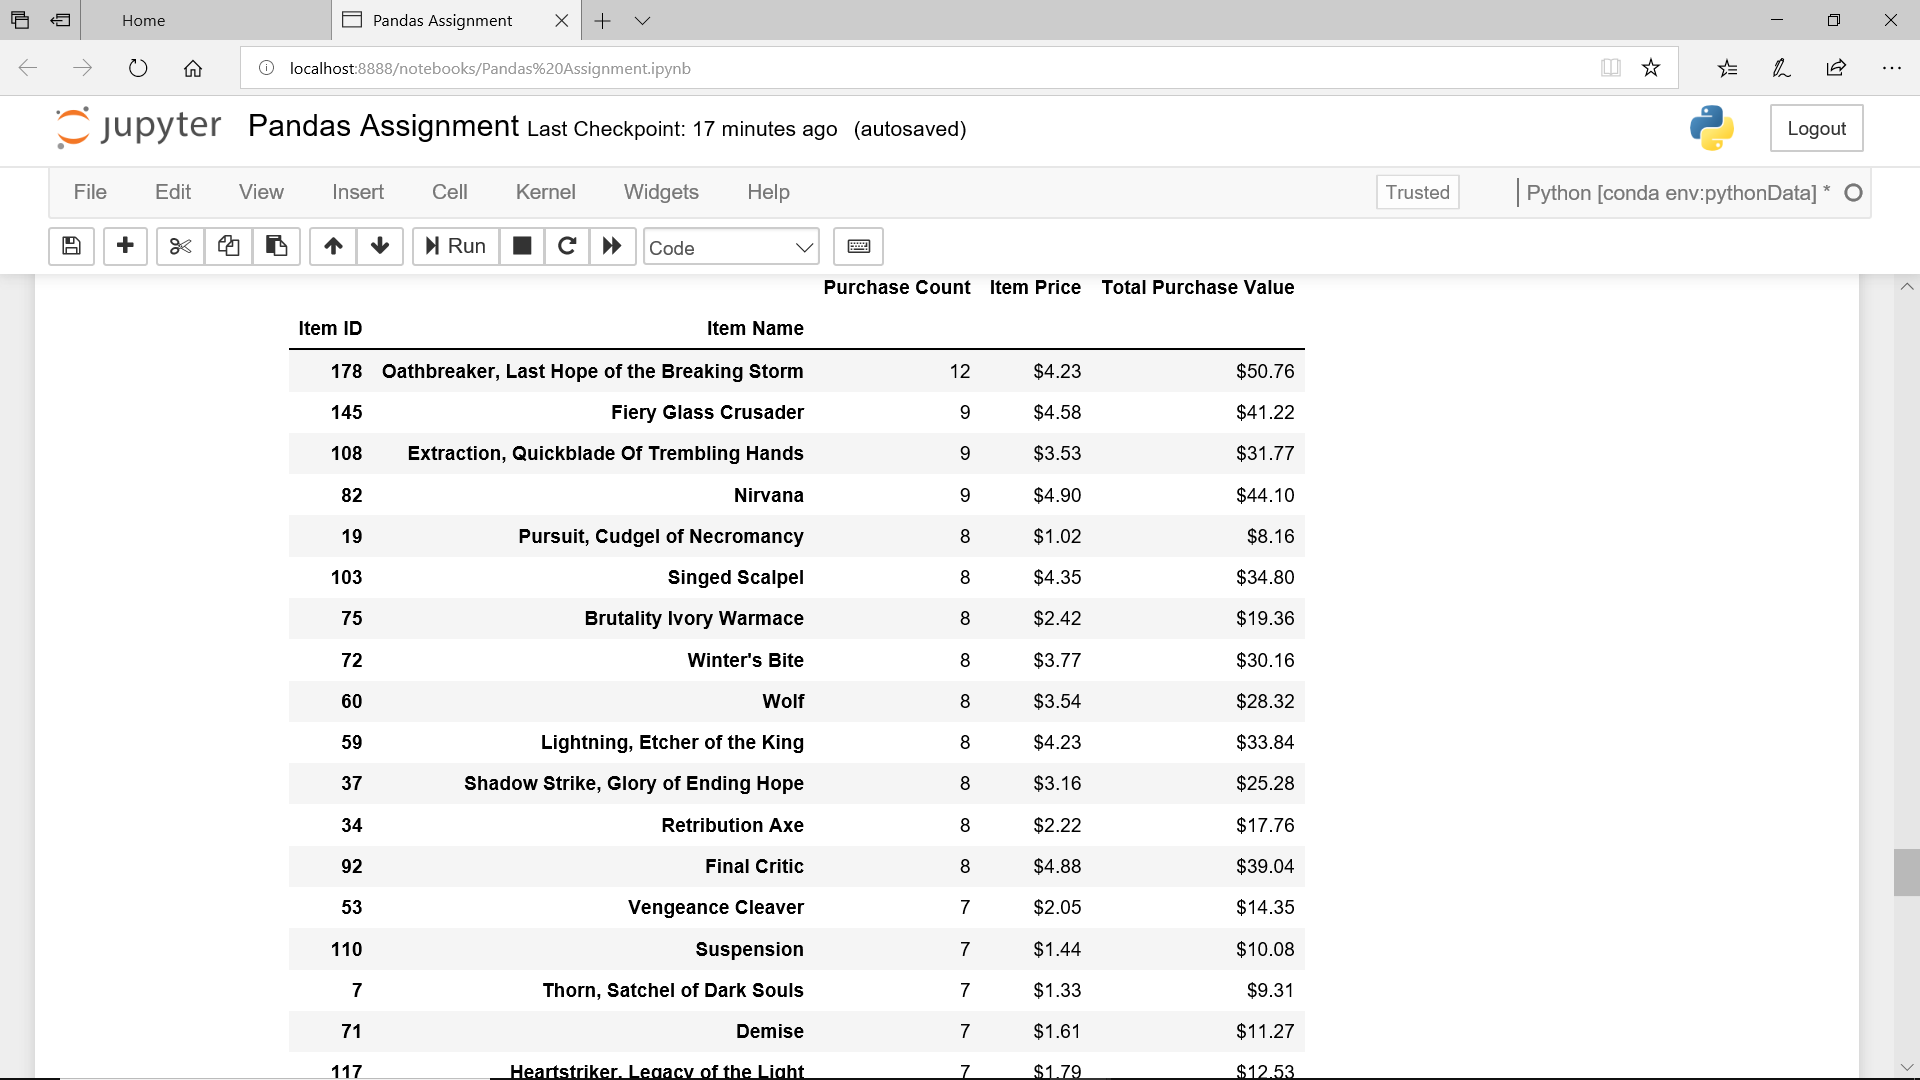 Home
Pandas Assignment
localhost:8888/notebooks/Pandas%20Assignment.ipynb
jupyter Pandas Assignment Last Checkpoint: 17 minutes ago (autosaved)
Logout
File Edit View Insert Cell Kernel Widgets Help
Trusted
Python [conda env:pythonData] *
Run
Code
Purchase Count Item Price Total Purchase Value
Item ID Item Name
178 Oathbreaker, Last Hope of the Breaking Storm 12 $4.23 $50.76
145 Fiery Glass Crusader 9 $4.58 $41.22
108 Extraction, Quickblade Of Trembling Hands 9 $3.53 $31.77
82 Nirvana 9 $4.90 $44.10
19 Pursuit, Cudgel of Necromancy 8 $1.02 $8.16
103 Singed Scalpel 8 $4.35 $34.80
75 Brutality Ivory Warmace 8 $2.42 $19.36
72 Winter's Bite 8 $3.77 $30.16
60 Wolf 8 $3.54 $28.32
59 Lightning, Etcher of the King 8 $4.23 $33.84
37 Shadow Strike, Glory of Ending Hope 8 $3.16 $25.28
34 Retribution Axe 8 $2.22 $17.76
92 Final Critic 8 $4.88 $39.04
53 Vengeance Cleaver 7 $2.05 $14.35
110 Suspension 7 $1.44 $10.08
7 Thorn, Satchel of Dark Souls 7 $1.33 $9.31
71 Demise 7 $1.61 $11.27
117 Heartstriker, Legacy of the Light 7 $1.79 $12.53